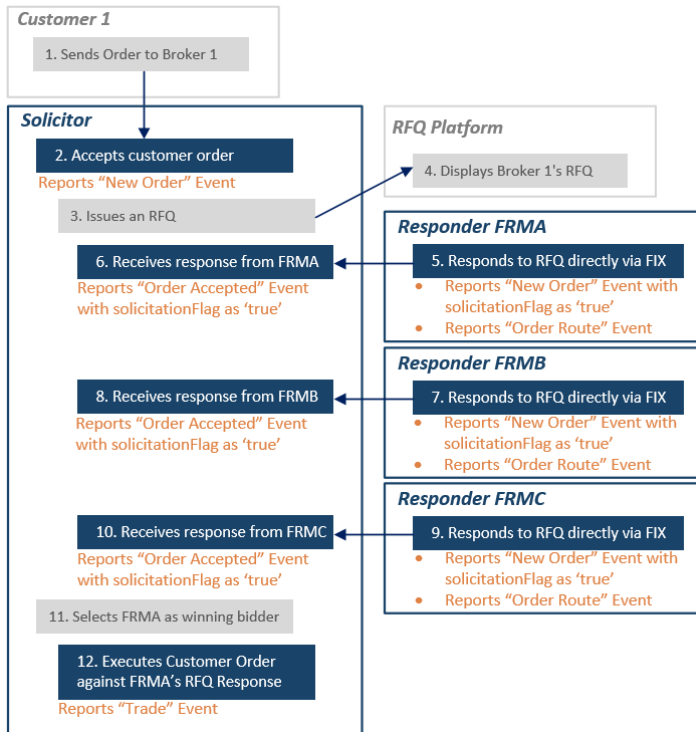 Customer 1
1. Sends Order to Broker 1
Solicitor
2. Accepts customer order
Reports “New Order” Event
3. Issues an RFQ
RFQ Platform
4. Displays Broker 1's RFQ
Responder FRMA
5. Responds to RFQ directly via FIX
• Reports “New Order” Event with
solicitationFlag as ‘true’
• Reports “Order Route” Event
6. Receives response from FRMA
Reports “Order Accepted” Event
with solicitationFlag as ‘true’
Responder FRMB
7. Responds to RFQ directly via FIX
• Reports “New Order” Event with
solicitationFlag as ‘true’
• Reports “Order Route” Event
8. Receives response from FRMB
Reports “Order Accepted” Event
with solicitationFlag as ‘true’
Responder FRMC
9. Responds to RFQ directly via FIX
• Reports “New Order” Event with
solicitationFlag as ‘true’
• Reports “Order Route” Event
10. Receives response from FRMC
Reports “Order Accepted” Event
with solicitationFlag as ‘true’
11. Selects FRMA as winning bidder
12. Executes Customer Order
against FRMA’s RFQ Response
Reports “Trade” Event